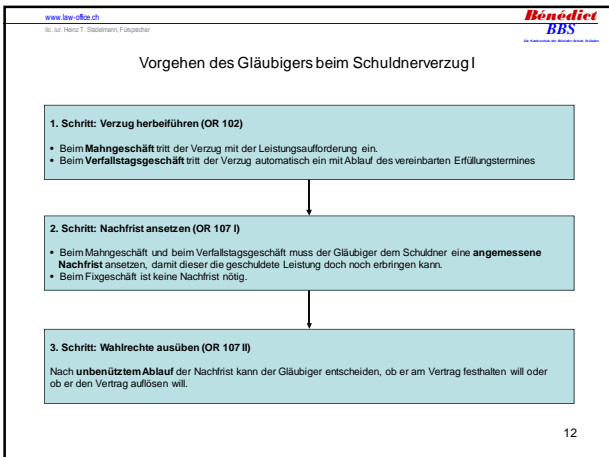 www.law-office.ch
lic. iur. Heinz T. Stadelmann, Fürsprecher
Bénédict
BBS
Vorgehen des Gläubigers beim Schuldnerverzug I
1. Schritt: Verzug herbeiführen (OR 102)
• Beim Mahngeschäft tritt der Verzug mit der Leistungsaufforderung ein.
• Beim Verfallstagsgeschäft tritt der Verzug automatisch ein mit Ablauf des vereinbarten Erfüllungstermines
2. Schritt: Nachfrist ansetzen (OR 107 I)
• Beim Mahngeschäft und beim Verfallstagsgeschäft muss der Gläubiger dem Schuldner eine angemessene
Nachfrist ansetzen, damit dieser die geschuldete Leistung doch noch erbringen kann.
• Beim Fixgeschäft ist keine Nachfrist nötig.
3. Schritt: Wahlrechte ausüben (OR 107 II)
Nach unbenütztem Ablauf der Nachfrist kann der Gläubiger entscheiden, ob er am Vertrag festhalten will oder
ob er den Vertrag auflösen will.
12